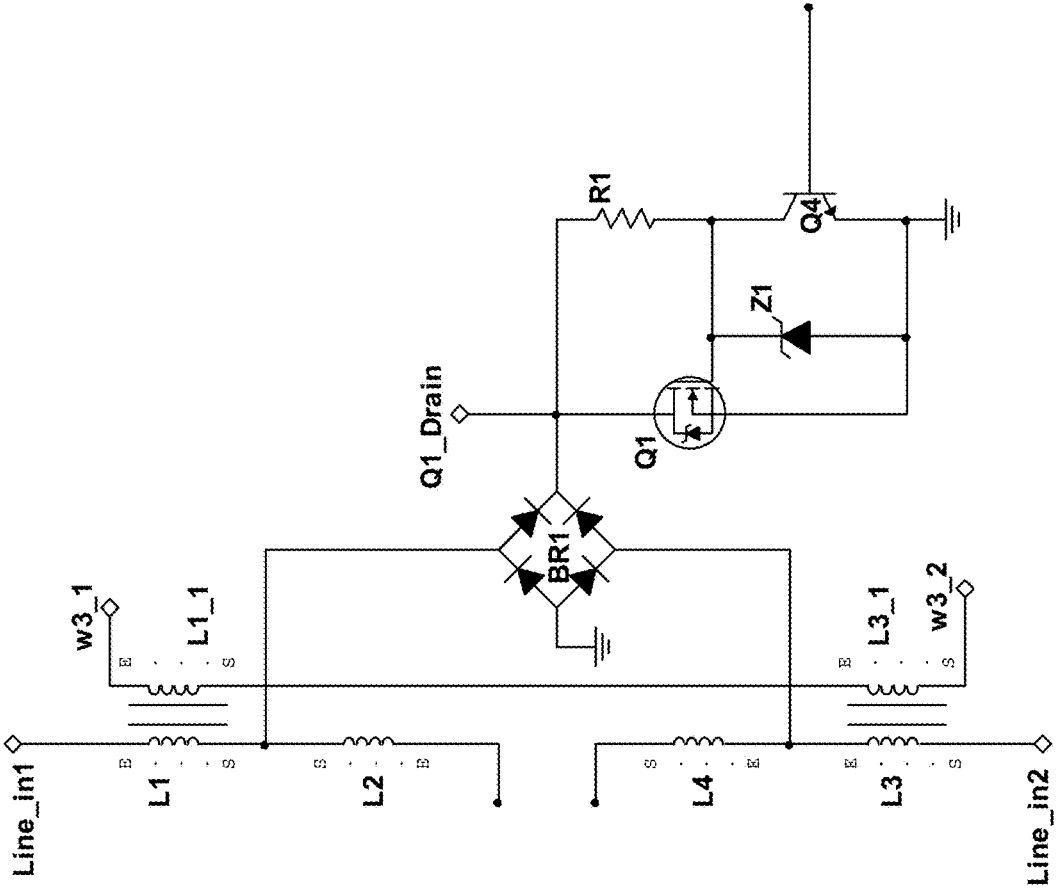 Line_in1
w3_1
L1
E . . . S
L1_1
E . . . S
L2
S . . . E
BR1
Q1_Drain
Q1
Z1
R1
Q4
L4
S . . . E
L3
E . . . S
L3_1
E . . . S
w3_2
Line_in2